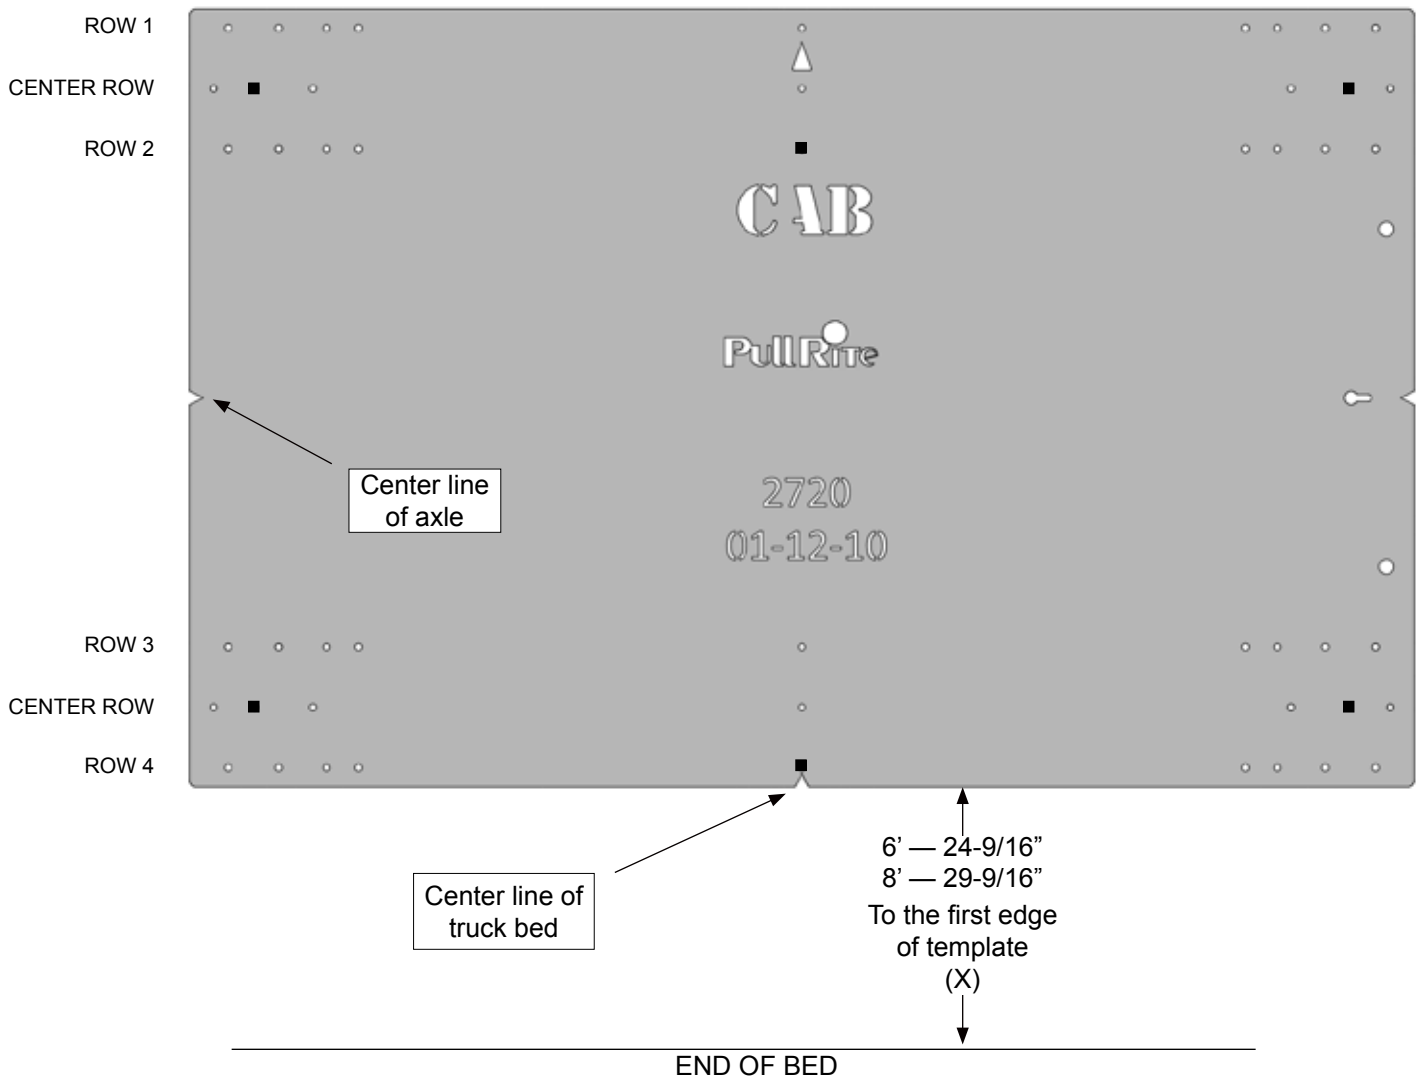 ROW 1
CENTER ROW
ROW 2
CAB
PullRite
Center line
of axle
2720
01-12-10
ROW 3
CENTER ROW
ROW 4
6’ — 24-9/16”
8’ — 29-9/16”
To the first edge
of template
(X)
Center line of
truck bed
END OF BED